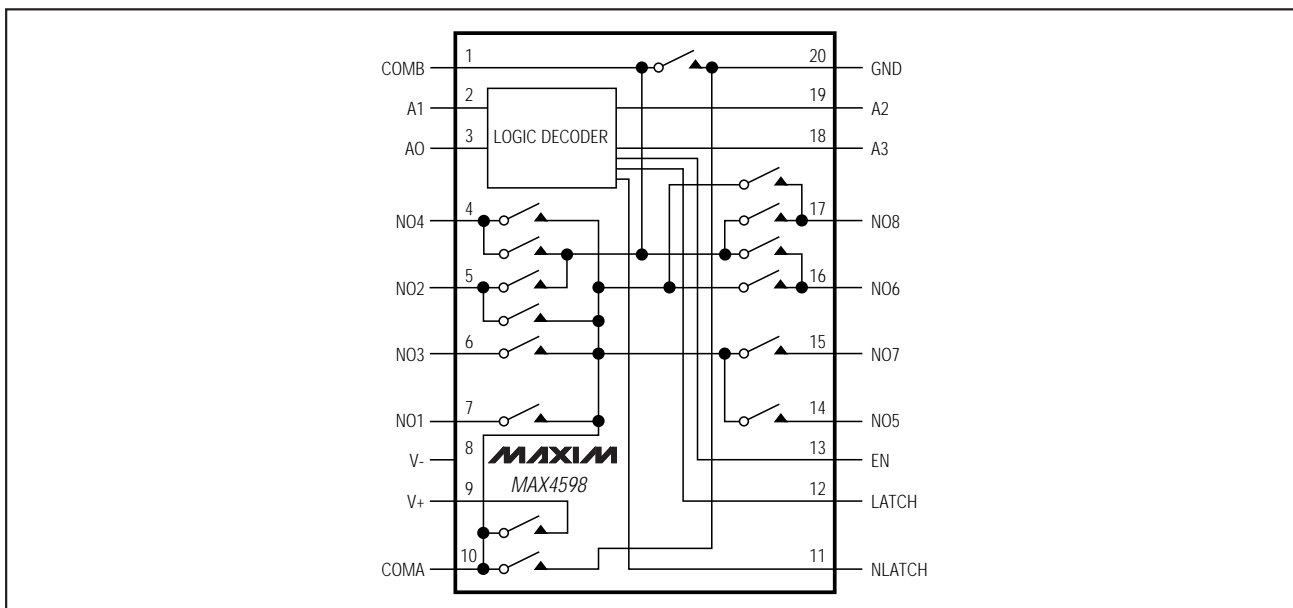 COMB 1 20 GND
A1 2 19 A2
LOGIC DECODER
A0 3 18 A3
NO4 4 17 NO8
NO2 5 16 NO6
NO3 6 15 NO7
NO1 7 14 NO5
V- 8 13 EN
MAXIM
MAX4598
V+ 9 12 LATCH
COMA 10 11 NLATCH